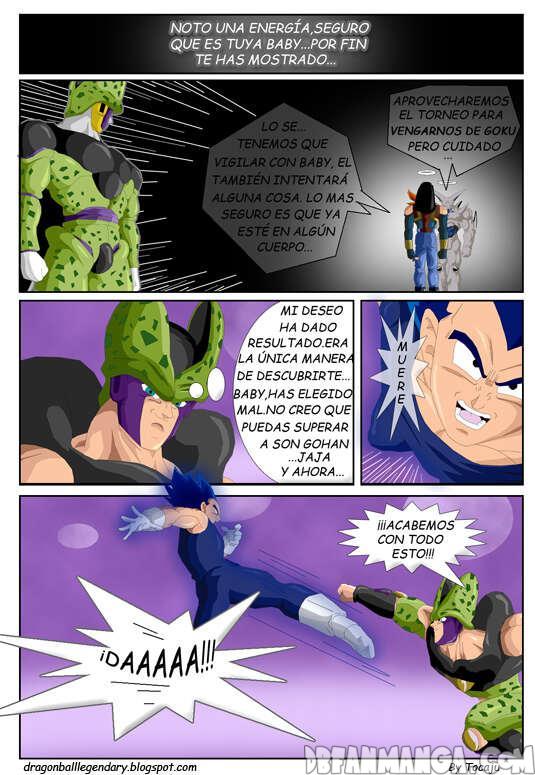 NOTO UNA ENERGÍA,SEGURO
QUE ES TUYA BABY...POR FIN
TE HAS MOSTRADO...
LO SE...
TENEMOS QUE
VIGILAR CON BABY, EL
TAMBIÉN INTENTARÁ
ALGUNA COSA. LO MAS
SEGURO ES QUE YA
ESTÉ EN ALGÚN
CUERPO...
APROVECHAREMOS
EL TORNEO PARA
VENGARNOS DE GOKU
PERO CUIDADO
...
MI DESEO
HA DADO
RESULTADO.ERA
LA ÚNICA MANERA
DE DESCUBRIRTE...
BABY,HAS ELEGIDO
MAL.NO CREO QUE
PUEDAS SUPERAR
A SON GOHAN
...JAJA
Y AHORA...
MUERE
¡¡¡ACABEMOS
CON TODO
ESTO!!!
¡DAAAAA!!!
dragonballlegendary.blogspot.com
By Tocaju
DBFANMANGA.COM